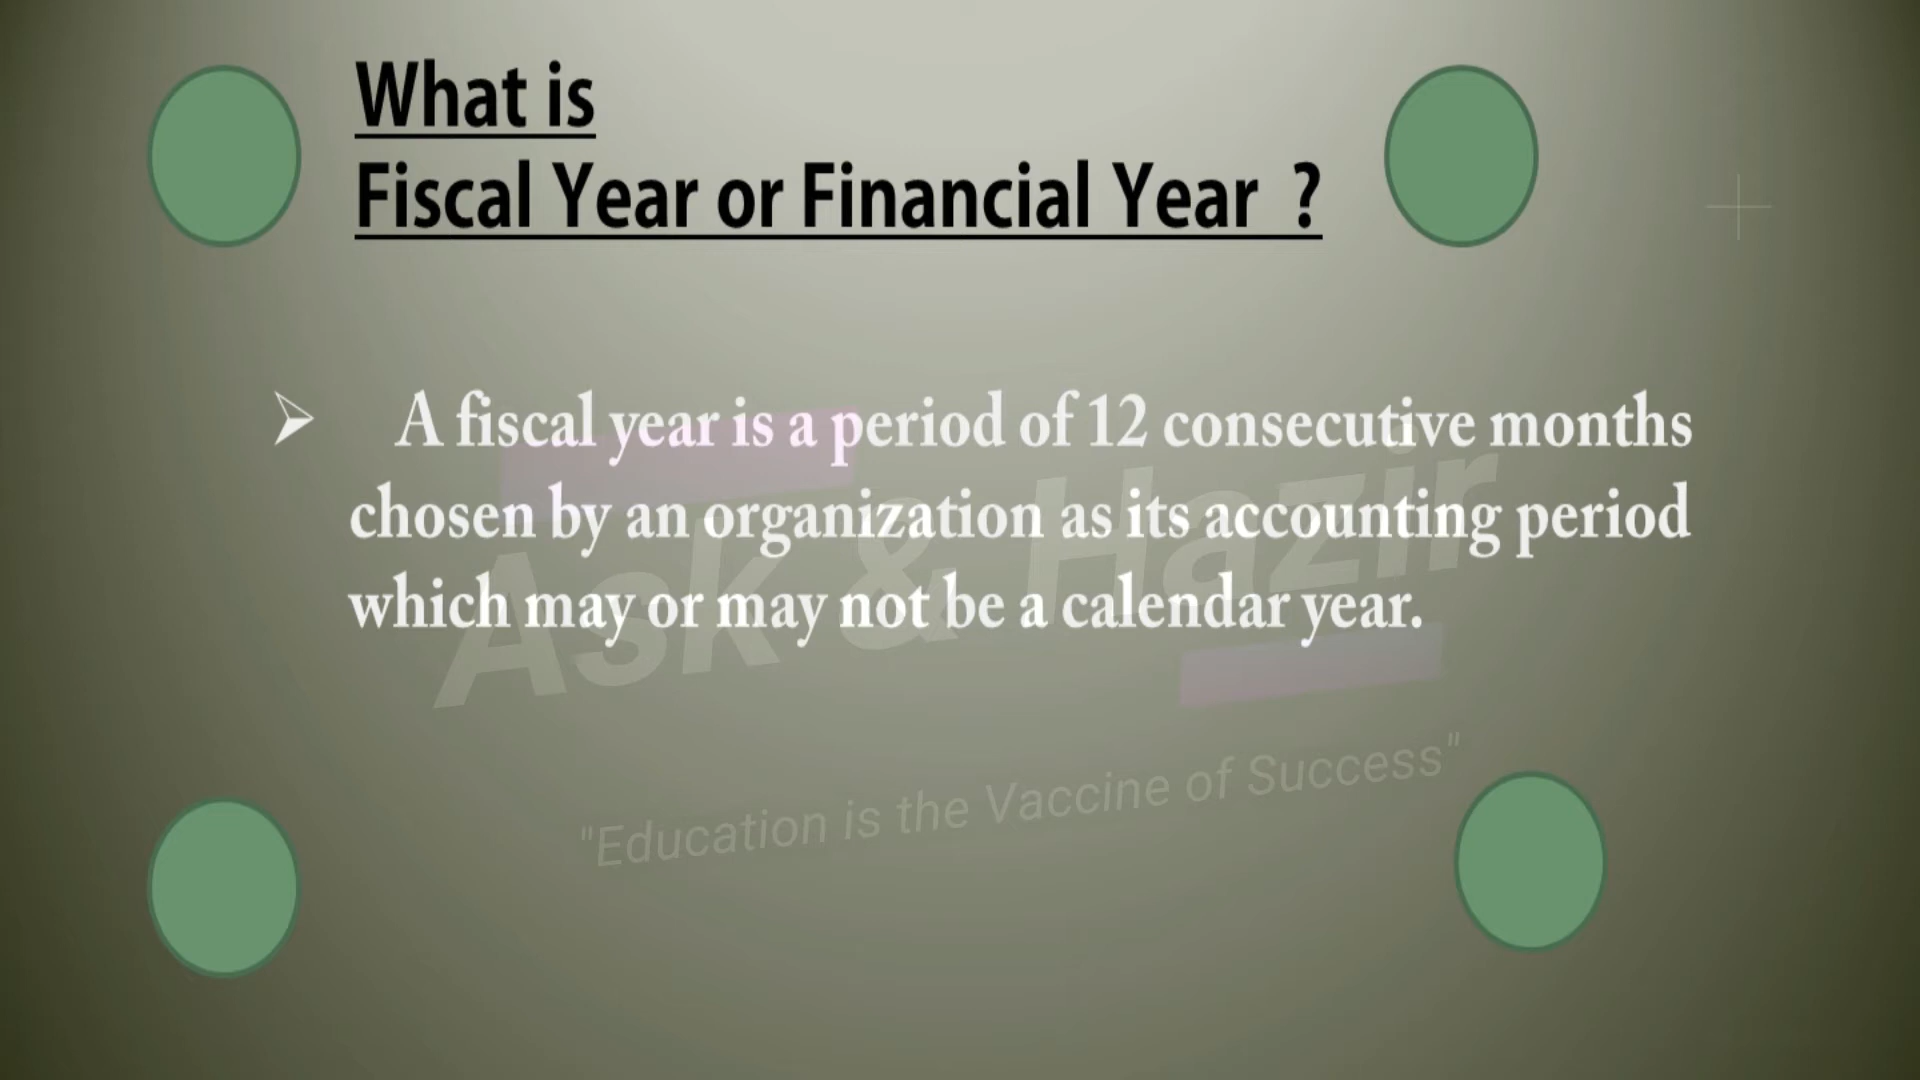 What is
Fiscal Year or Financial Year ?
➢ A fiscal year is a period of 12 consecutive months
chosen by an organization as its accounting period
which may or may not be a calendar year.
Ask & Hazir
"Education is the Vaccine of Success"